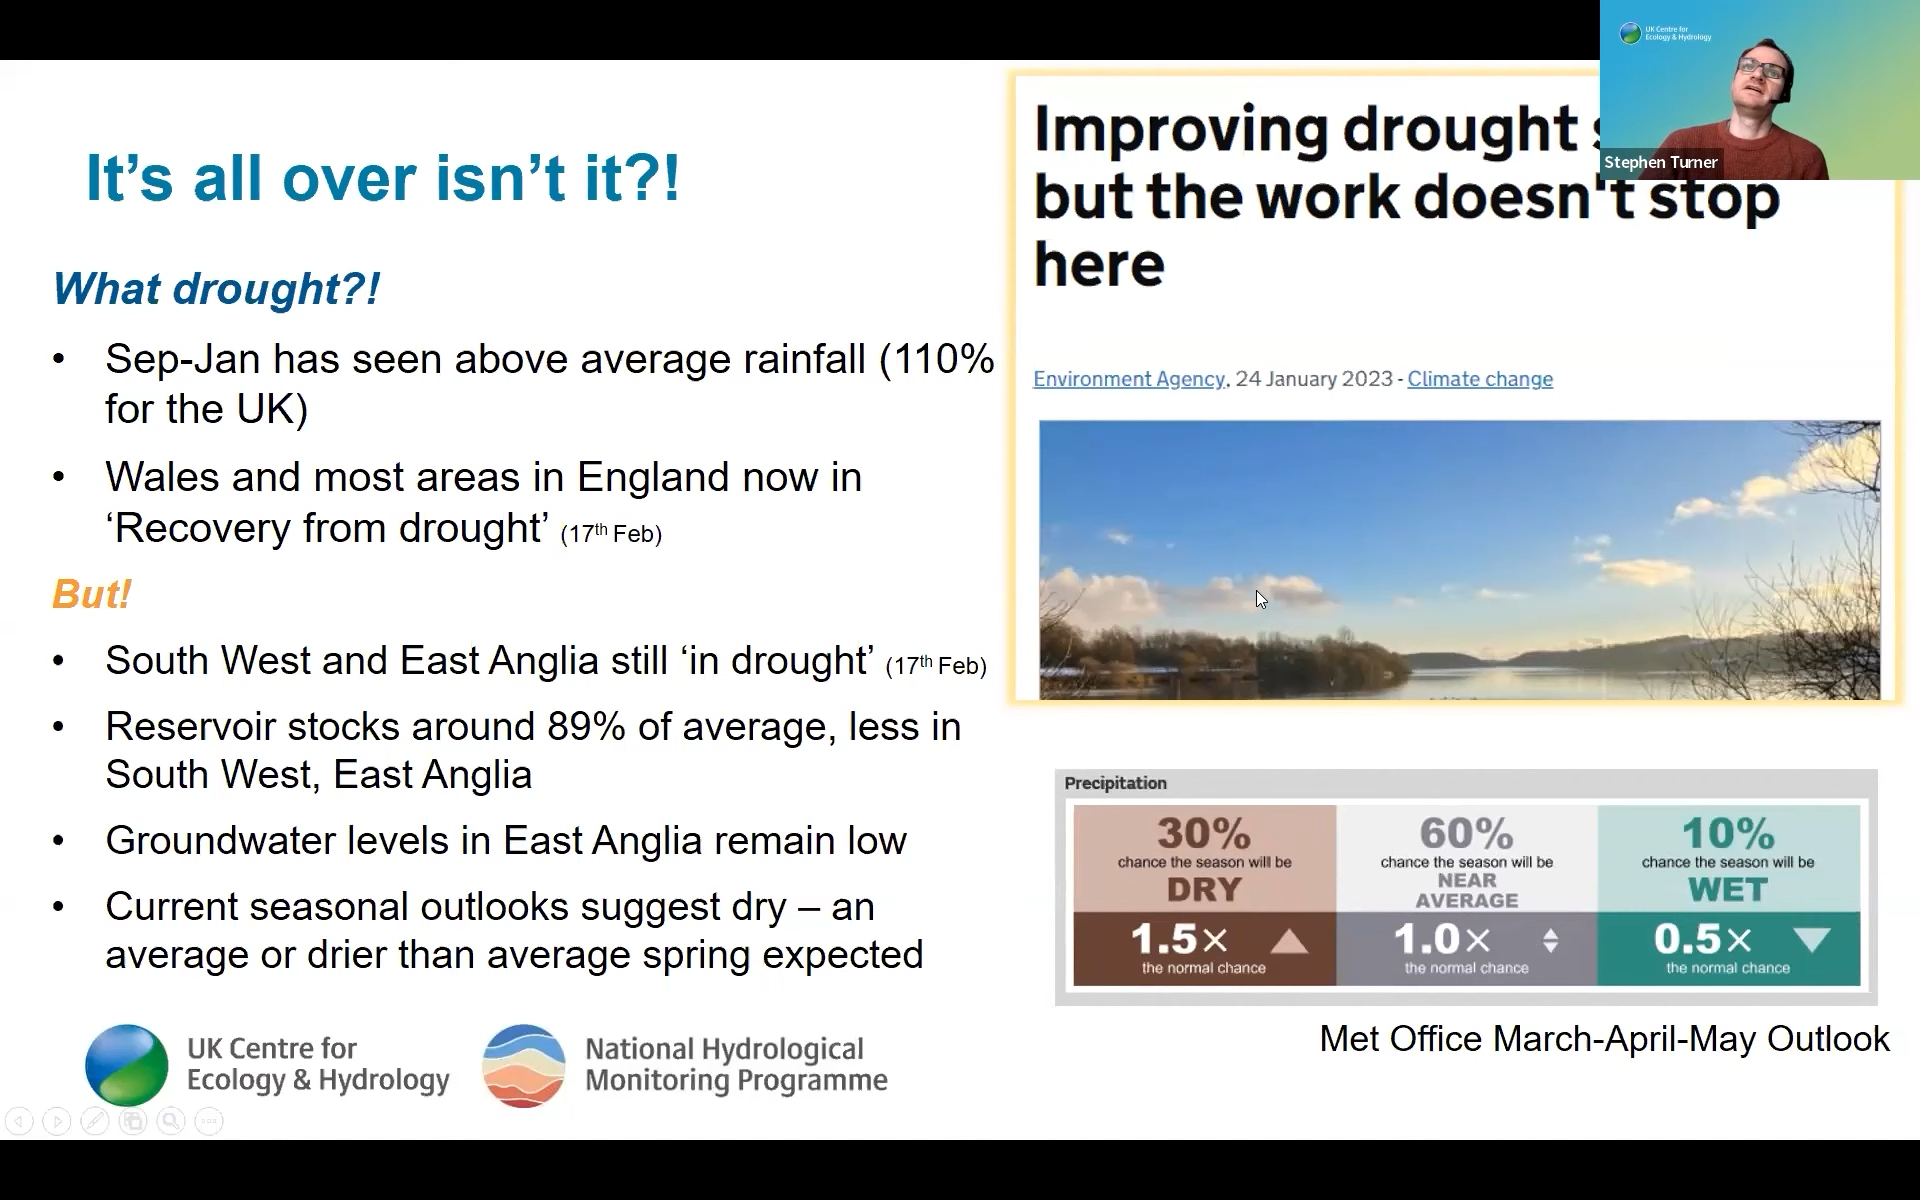 UK Centre for
Ecology & Hydrology
Stephen Turner
It’s all over isn’t it?!
What drought?!
• Sep-Jan has seen above average rainfall (110%
for the UK)
• Wales and most areas in England now in
‘Recovery from drought’ (17th Feb)
But!
• South West and East Anglia still ‘in drought’ (17th Feb)
• Reservoir stocks around 89% of average, less in
South West, East Anglia
• Groundwater levels in East Anglia remain low
• Current seasonal outlooks suggest dry – an
average or drier than average spring expected
UK Centre for
Ecology & Hydrology
National Hydrological
Monitoring Programme
Improving drought
but the work doesn't stop
here
Environment Agency, 24 January 2023 - Climate change
Precipitation
30%
chance the season will be
DRY
1.5×
the normal chance
60%
chance the season will be
NEAR
AVERAGE
1.0×
the normal chance
10%
chance the season will be
WET
0.5×
the normal chance
Met Office March-April-May Outlook